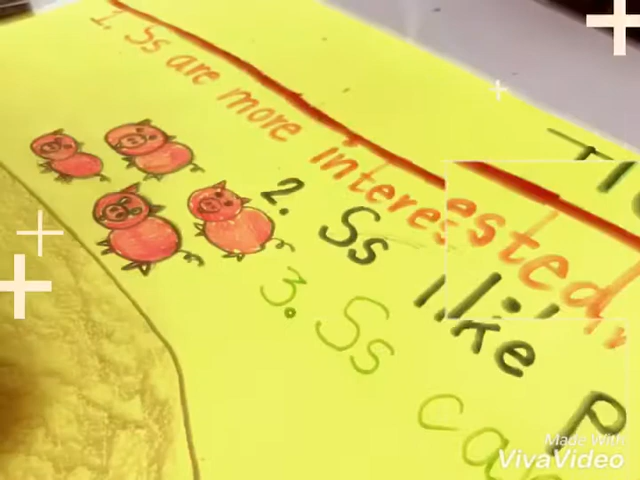 1. Ss are more interested,
2. Ss like
3. Ss
Made With
VivaVideo